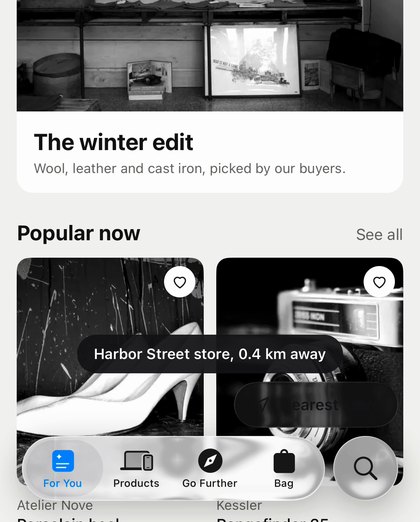 The winter edit
Wool, leather and cast iron, picked by our buyers.
Popular now
See all
Harbor Street store, 0.4 km away
For You
Products
Go Further
Bag
Atelier Nove
Kessler